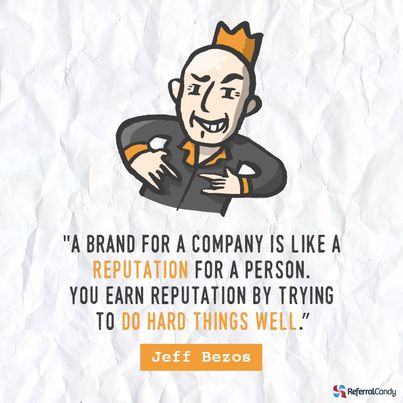 "A BRAND FOR A COMPANY IS LIKE A
REPUTATION FOR A PERSON.
YOU EARN REPUTATION BY TRYING
TO DO HARD THINGS WELL."
Jeff Bezos
ReferralCandy